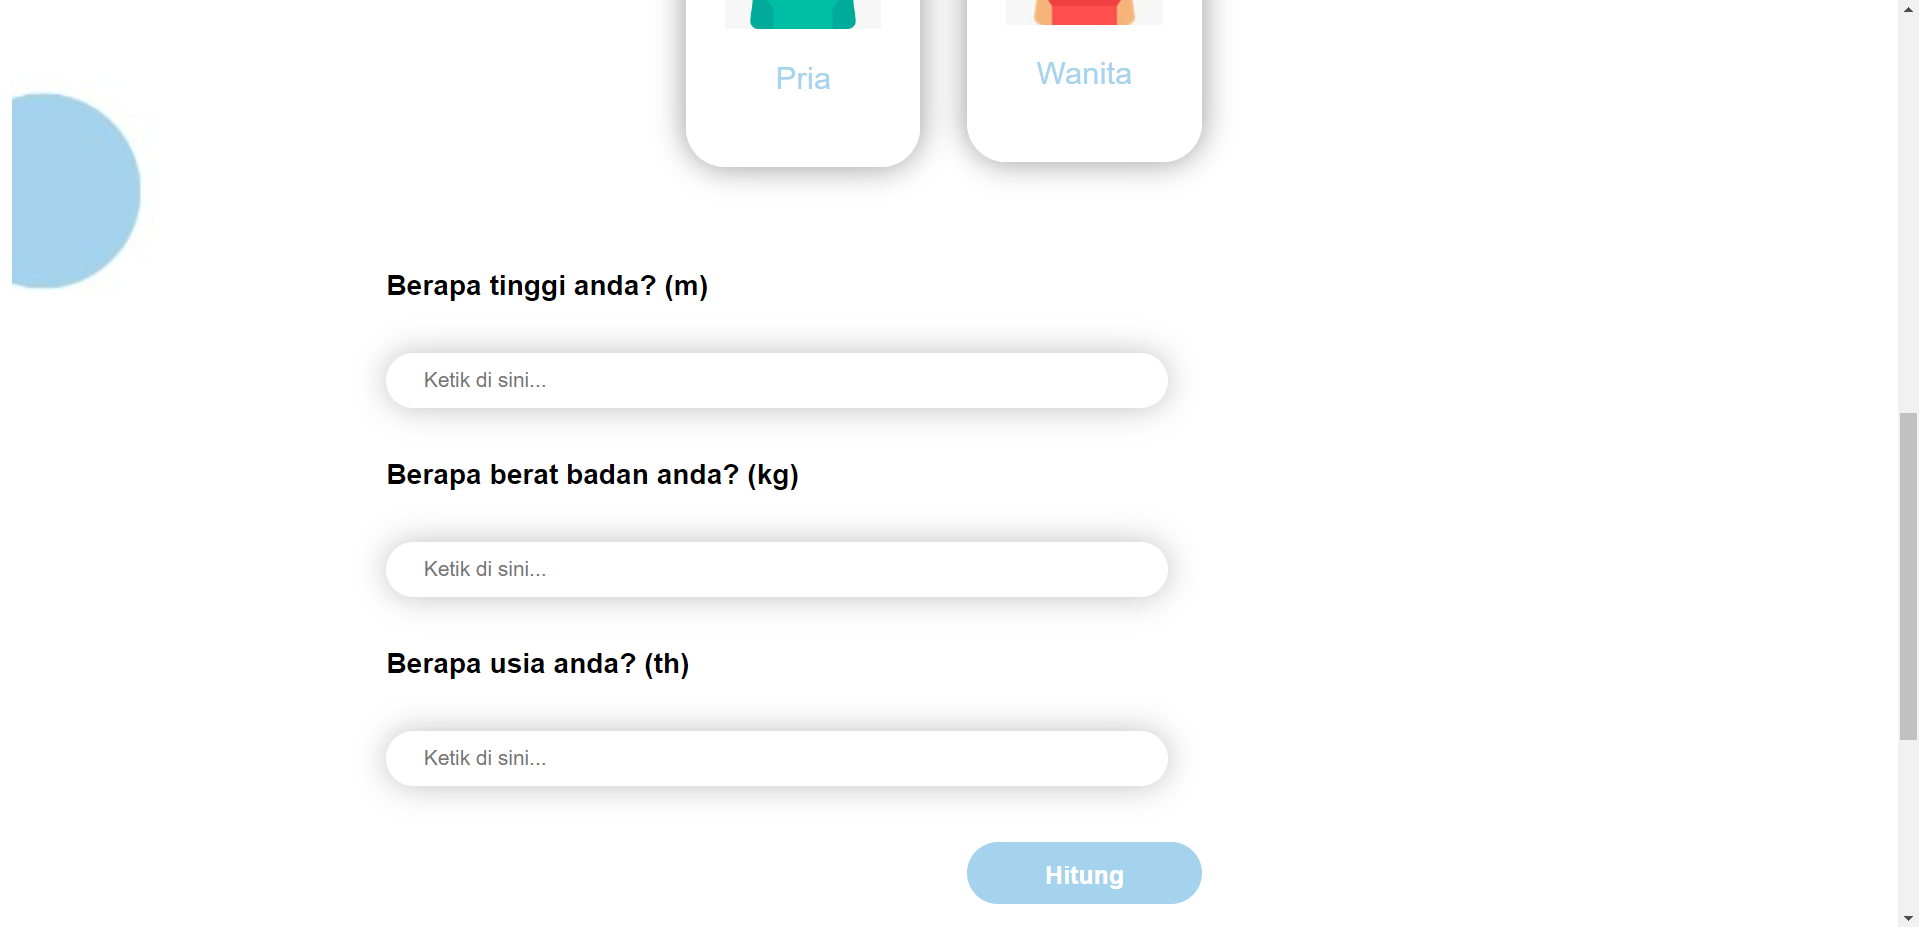 Pria
Wanita
Berapa tinggi anda? (m)
Ketik di sini...
Berapa berat badan anda? (kg)
Ketik di sini...
Berapa usia anda? (th)
Ketik di sini...
Hitung